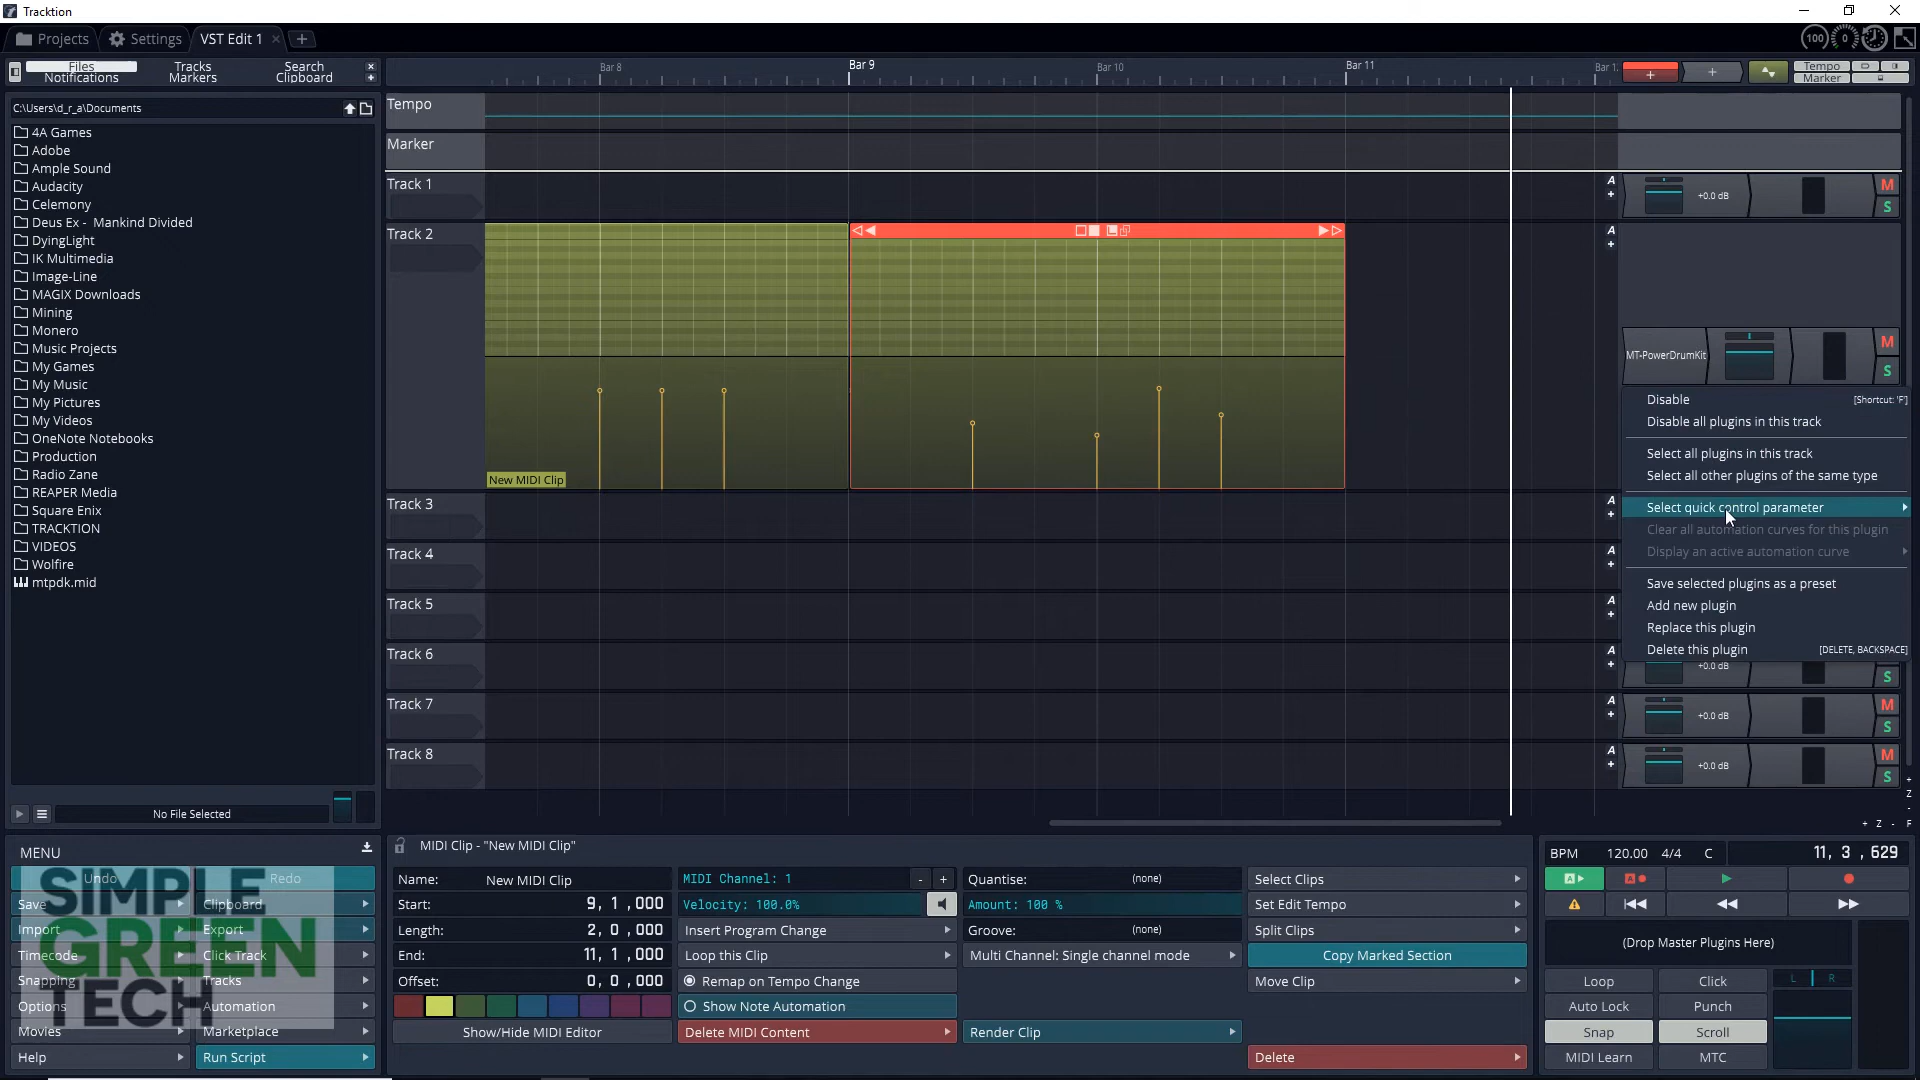 Tracktion
Projects
Settings
VST Edit 1
100
0
Files
Tracks
Search
Notifications
Markers
Clipboard
C:\Users\d_r_a\Documents
4A Games
Adobe
Ample Sound
Audacity
Celemony
Deus Ex - Mankind Divided
DyingLight
IK Multimedia
Image-Line
MAGIX Downloads
Mining
Monero
Music Projects
My Games
My Music
My Pictures
My Videos
OneNote Notebooks
Production
Radio Zane
REAPER Media
Square Enix
TRACKTION
VIDEOS
Wolfire
mtpdk.mid
No File Selected
Bar 8
Bar 9
Bar 10
Bar 11
Tempo
Marker
Tempo
Marker
Track 1
Track 2
Track 3
Track 4
Track 5
Track 6
Track 7
Track 8
New MIDI Clip
A
+0.0 dB
M
S
A
MT-PowerDrumKit
M
S
Disable [Shortcut: 'F']
Disable all plugins in this track
Select all plugins in this track
Select all other plugins of the same type
Select quick control parameter
Clear all automation curves for this plugin
Display an active automation curve
Save selected plugins as a preset
Add new plugin
Replace this plugin
Delete this plugin [DELETE, BACKSPACE]
A
A
A
A
+0.0 dB
S
A
+0.0 dB
M
S
A
+0.0 dB
M
S
+ Z - F
MENU
Undo
Redo
Save
Clipboard
Import
Export
Timecode
Click Track
Snapping
Tracks
Options
Automation
Movies
Marketplace
Help
Run Script
SIMPLE
GREEN
TECH
MIDI Clip - "New MIDI Clip"
Name: New MIDI Clip
Start: 9, 1 ,000
Length: 2, 0 ,000
End: 11, 1 ,000
Offset: 0, 0 ,000
Show/Hide MIDI Editor
MIDI Channel: 1 - +
Velocity: 100.0%
Insert Program Change
Loop this Clip
Remap on Tempo Change
Show Note Automation
Delete MIDI Content
Quantise: (none)
Amount: 100 %
Groove: (none)
Multi Channel: Single channel mode
Render Clip
Select Clips
Set Edit Tempo
Split Clips
Copy Marked Section
Move Clip
Delete
BPM 120.00 4/4 C 11, 3 ,629
(Drop Master Plugins Here)
Loop
Click
L R
Auto Lock
Punch
Snap
Scroll
MIDI Learn
MTC